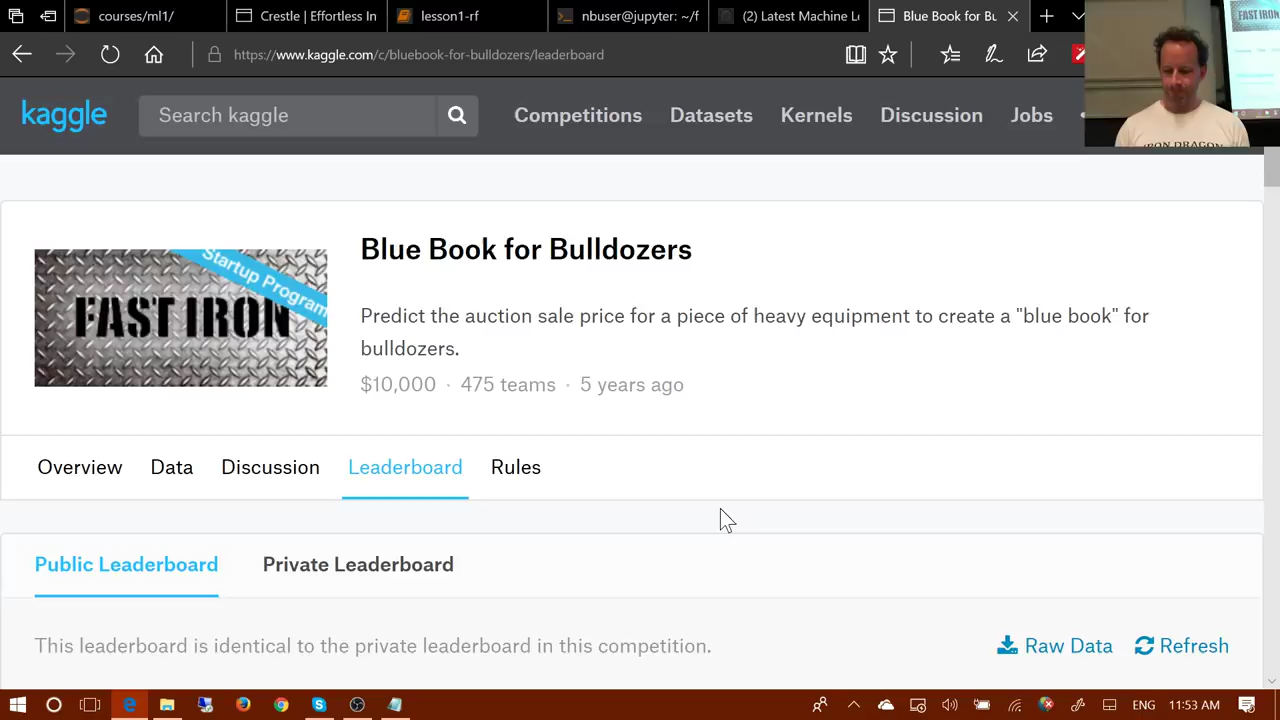 courses/ml1/
Crestle | Effortless In
lesson1-rf
nbuser@jupyter: ~/f
(2) Latest Machine Le
Blue Book for Bu
https://www.kaggle.com/c/bluebook-for-bulldozers/leaderboard
kaggle
Search kaggle
Competitions
Datasets
Kernels
Discussion
Jobs
IRON DRAGON
FAST IRON
Startup Program
Blue Book for Bulldozers
Predict the auction sale price for a piece of heavy equipment to create a "blue book" for
bulldozers.
$10,000 · 475 teams · 5 years ago
Overview
Data
Discussion
Leaderboard
Rules
Public Leaderboard
Private Leaderboard
This leaderboard is identical to the private leaderboard in this competition.
Raw Data
Refresh
ENG
11:53 AM